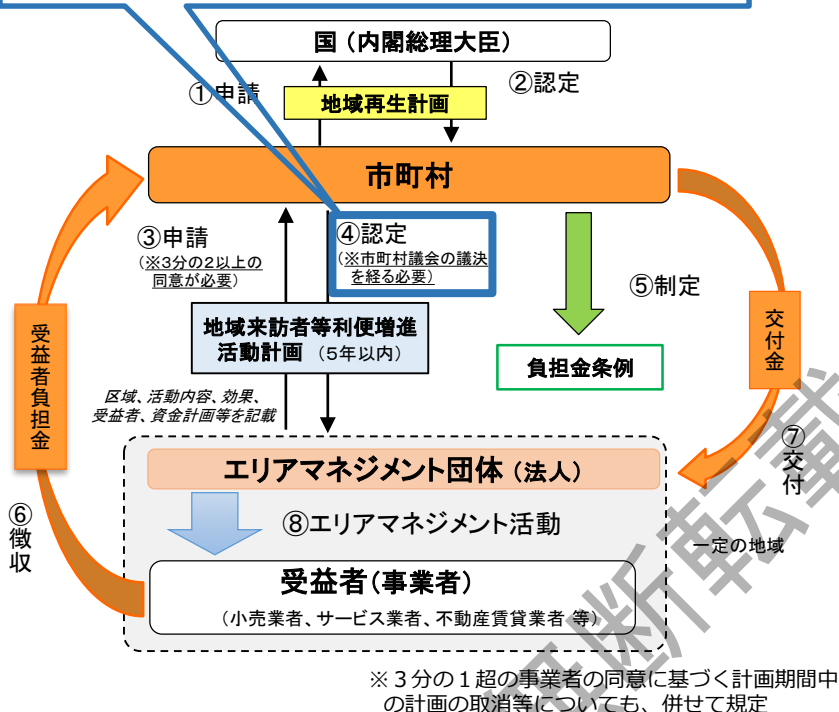 国（内閣総理大臣）
①申請
地域再生計画
②認定
市町村
③申請
（※3分の2以上の
同意が必要）
④認定
（※市町村議会の議決
を経る必要）
⑤制定
地域来訪者等利便増進
活動計画 （5年以内）
負担金条例
受益者負担金
交付金
区域、活動内容、効果、
受益者、資金計画等を記載
エリアマネジメント団体（法人）
⑦交付
⑥徴収
⑧エリアマネジメント活動
一定の地域
受益者（事業者）
（小売業者、サービス業者、不動産賃貸業者 等）
※３分の１超の事業者の同意に基づく計画期間中
の計画の取消等についても、併せて規定
無断転載